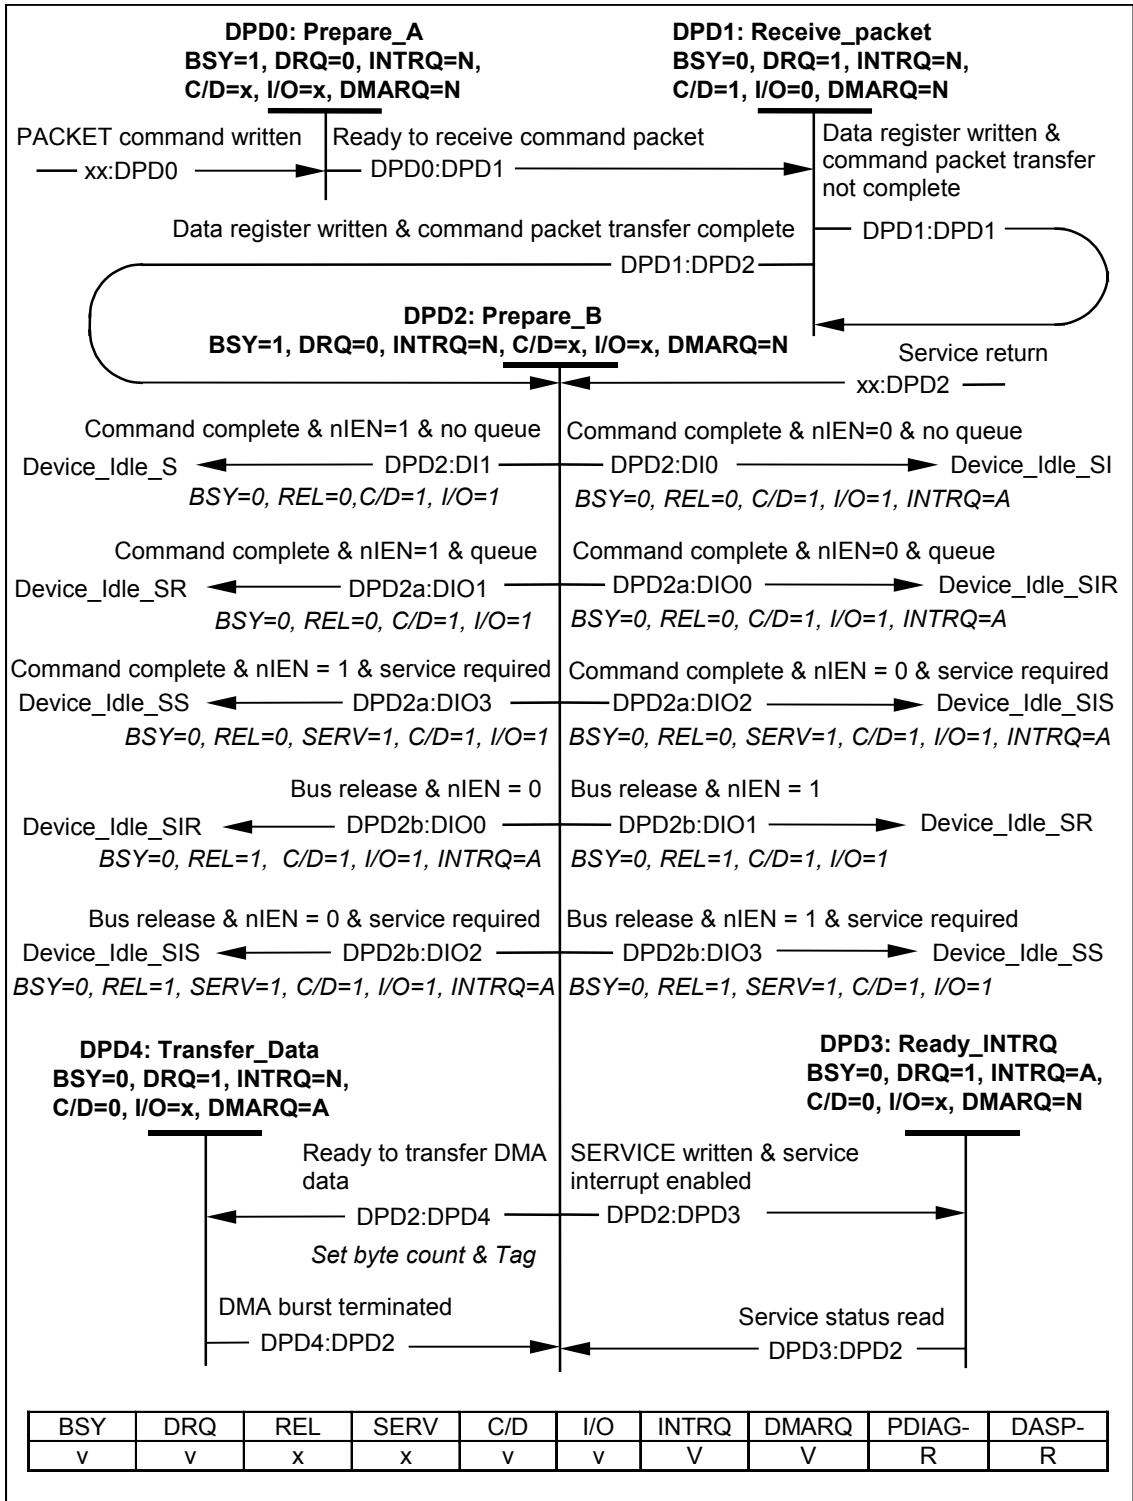 DPD0: Prepare_A
BSY=1, DRQ=0, INTRQ=N,
C/D=x, I/O=x, DMARQ=N
DPD1: Receive_packet
BSY=0, DRQ=1, INTRQ=N,
C/D=1, I/O=0, DMARQ=N
PACKET command written
xx:DPD0
Ready to receive command packet
DPD0:DPD1
Data register written &
command packet transfer
not complete
DPD1:DPD1
Data register written & command packet transfer complete
DPD1:DPD2
DPD2: Prepare_B
BSY=1, DRQ=0, INTRQ=N, C/D=x, I/O=x, DMARQ=N
Service return
xx:DPD2
Command complete & nIEN=1 & no queue
Device_Idle_S
DPD2:DI1
BSY=0, REL=0,C/D=1, I/O=1
Command complete & nIEN=0 & no queue
DPD2:DI0
Device_Idle_SI
BSY=0, REL=0, C/D=1, I/O=1, INTRQ=A
Command complete & nIEN=1 & queue
Device_Idle_SR
DPD2a:DIO1
BSY=0, REL=0, C/D=1, I/O=1
Command complete & nIEN=0 & queue
DPD2a:DIO0
Device_Idle_SIR
BSY=0, REL=0, C/D=1, I/O=1, INTRQ=A
Command complete & nIEN = 1 & service required
Device_Idle_SS
DPD2a:DIO3
BSY=0, REL=0, SERV=1, C/D=1, I/O=1
Command complete & nIEN = 0 & service required
DPD2a:DIO2
Device_Idle_SIS
BSY=0, REL=0, SERV=1, C/D=1, I/O=1, INTRQ=A
Bus release & nIEN = 0
Device_Idle_SIR
DPD2b:DIO0
BSY=0, REL=1, C/D=1, I/O=1, INTRQ=A
Bus release & nIEN = 1
DPD2b:DIO1
Device_Idle_SR
BSY=0, REL=1, C/D=1, I/O=1
Bus release & nIEN = 0 & service required
Device_Idle_SIS
DPD2b:DIO2
BSY=0, REL=1, SERV=1, C/D=1, I/O=1, INTRQ=A
Bus release & nIEN = 1 & service required
DPD2b:DIO3
Device_Idle_SS
BSY=0, REL=1, SERV=1, C/D=1, I/O=1
DPD4: Transfer_Data
BSY=0, DRQ=1, INTRQ=N,
C/D=0, I/O=x, DMARQ=A
DPD3: Ready_INTRQ
BSY=0, DRQ=1, INTRQ=A,
C/D=0, I/O=x, DMARQ=N
Ready to transfer DMA
data
DPD2:DPD4
Set byte count & Tag
SERVICE written & service
interrupt enabled
DPD2:DPD3
DMA burst terminated
DPD4:DPD2
Service status read
DPD3:DPD2
BSY DRQ REL SERV C/D I/O INTRQ DMARQ PDIAG- DASP-
v v x x v v V V R R